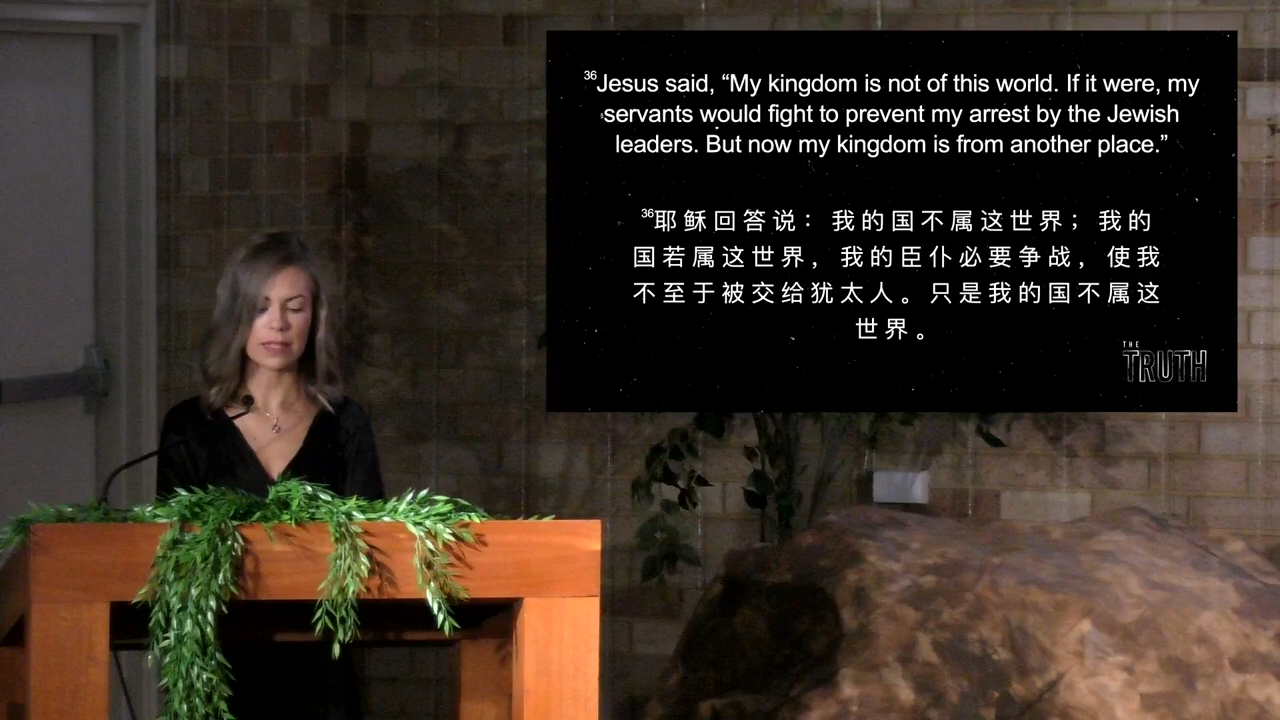 36 Jesus said, “My kingdom is not of this world. If it were, my
servants would fight to prevent my arrest by the Jewish
leaders. But now my kingdom is from another place.”
36耶稣回答说：我的国不属这世界；我的
国若属这世界，我的臣仆必要争战，使我
不至于被交给犹太人。只是我的国不属这
世界。
THE
TRUTH